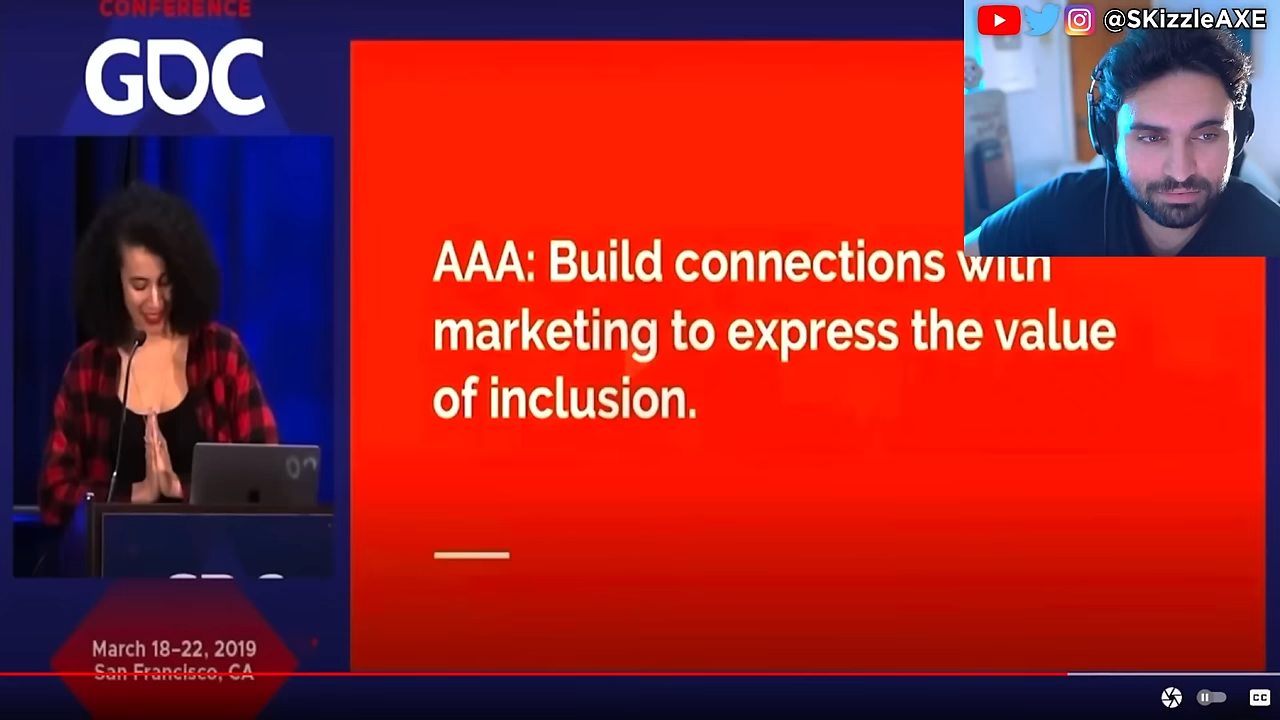 CONFERENCE
GDC
@SKizzleAXE
AAA: Build connections with
marketing to express the value
of inclusion.
March 18–22, 2019
San Francisco, CA
CC